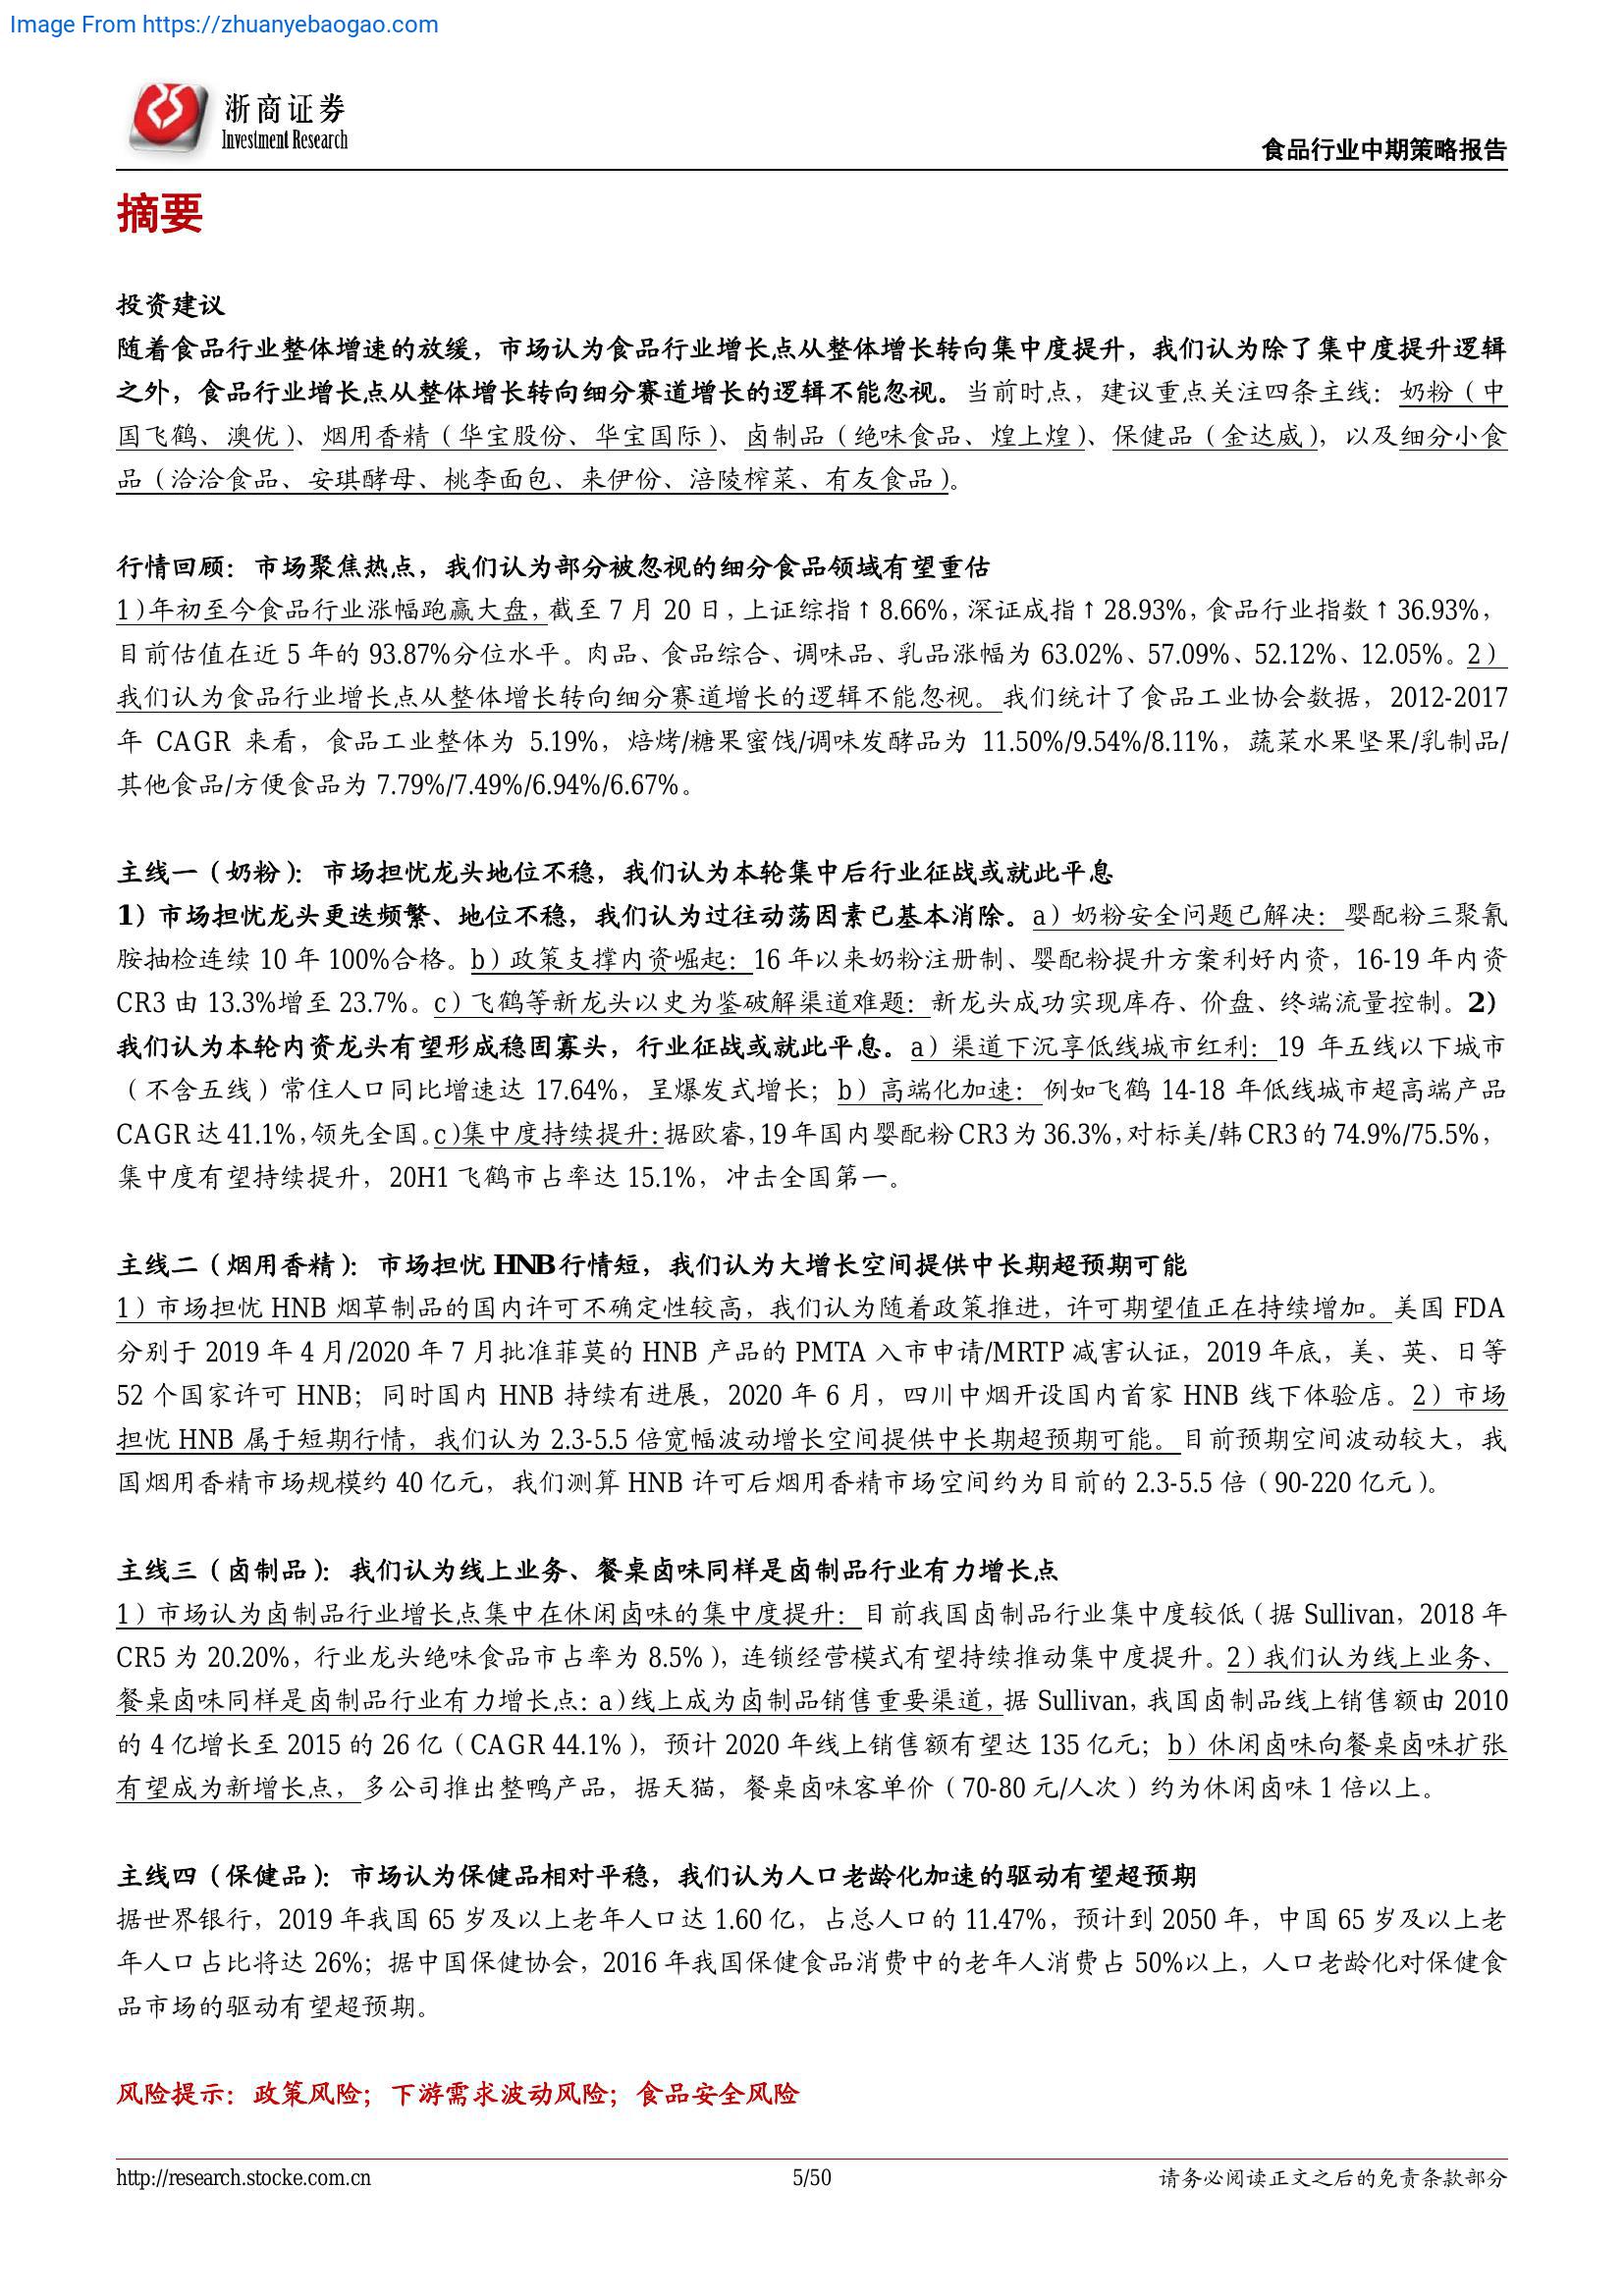 Image From https://zhuanyebaogao.com
浙商证券
Investment Research
食品行业中期策略报告
摘要
投资建议
随着食品行业整体增速的放缓，市场认为食品行业增长点从整体增长转向集中度提升，我们认为除了集中度提升逻辑
之外，食品行业增长点从整体增长转向细分赛道增长的逻辑不能忽视。当前时点，建议重点关注四条主线：奶粉（中
国飞鹤、澳优）、烟用香精（华宝股份、华宝国际）、卤制品（绝味食品、煌上煌）、保健品（金达威），以及细分小食
品（洽洽食品、安琪酵母、桃李面包、来伊份、涪陵榨菜、有友食品）。
行情回顾：市场聚焦热点，我们认为部分被忽视的细分食品领域有望重估
1）年初至今食品行业涨幅跑赢大盘，截至 7 月 20 日，上证综指↑8.66%，深证成指↑28.93%，食品行业指数↑36.93%，
目前估值在近 5 年的 93.87%分位水平。肉品、食品综合、调味品、乳品涨幅为 63.02%、57.09%、52.12%、12.05%。2）
我们认为食品行业增长点从整体增长转向细分赛道增长的逻辑不能忽视。我们统计了食品工业协会数据，2012-2017
年 CAGR 来看，食品工业整体为 5.19%，焙烤/糖果蜜饯/调味发酵品为 11.50%/9.54%/8.11%，蔬菜水果坚果/乳制品/
其他食品/方便食品为 7.79%/7.49%/6.94%/6.67%。
主线一（奶粉）：市场担忧龙头地位不稳，我们认为本轮集中后行业征战或就此平息
1）市场担忧龙头更迭频繁、地位不稳，我们认为过往动荡因素已基本消除。a）奶粉安全问题已解决：婴配粉三聚氰
胺抽检连续 10 年 100%合格。b）政策支撑内资崛起：16 年以来奶粉注册制、婴配粉提升方案利好内资，16-19 年内资
CR3 由 13.3%增至 23.7%。c）飞鹤等新龙头以史为鉴破解渠道难题：新龙头成功实现库存、价盘、终端流量控制。2）
我们认为本轮内资龙头有望形成稳固寡头，行业征战或就此平息。a）渠道下沉享低线城市红利：19 年五线以下城市
（不含五线）常住人口同比增速达 17.64%，呈爆发式增长；b）高端化加速：例如飞鹤 14-18 年低线城市超高端产品
CAGR 达 41.1%，领先全国。c）集中度持续提升：据欧睿，19 年国内婴配粉 CR3 为 36.3%，对标美/韩 CR3 的 74.9%/75.5%，
集中度有望持续提升，20H1 飞鹤市占率达 15.1%，冲击全国第一。
主线二（烟用香精）：市场担忧 HNB 行情短，我们认为大增长空间提供中长期超预期可能
1）市场担忧 HNB 烟草制品的国内许可不确定性较高，我们认为随着政策推进，许可期望值正在持续增加。美国 FDA
分别于 2019 年 4 月/2020 年 7 月批准菲莫的 HNB 产品的 PMTA 入市申请/MRTP 减害认证，2019 年底，美、英、日等
52 个国家许可 HNB；同时国内 HNB 持续有进展，2020 年 6 月，四川中烟开设国内首家 HNB 线下体验店。2）市场
担忧 HNB 属于短期行情，我们认为 2.3-5.5 倍宽幅波动增长空间提供中长期超预期可能。目前预期空间波动较大，我
国烟用香精市场规模约 40 亿元，我们测算 HNB 许可后烟用香精市场空间约为目前的 2.3-5.5 倍（90-220 亿元）。
主线三（卤制品）：我们认为线上业务、餐桌卤味同样是卤制品行业有力增长点
1）市场认为卤制品行业增长点集中在休闲卤味的集中度提升：目前我国卤制品行业集中度较低（据 Sullivan，2018 年
CR5 为 20.20%，行业龙头绝味食品市占率为 8.5%），连锁经营模式有望持续推动集中度提升。2）我们认为线上业务、
餐桌卤味同样是卤制品行业有力增长点：a）线上成为卤制品销售重要渠道，据 Sullivan，我国卤制品线上销售额由 2010
的 4 亿增长至 2015 的 26 亿（CAGR 44.1%），预计 2020 年线上销售额有望达 135 亿元；b）休闲卤味向餐桌卤味扩张
有望成为新增长点，多公司推出整鸭产品，据天猫，餐桌卤味客单价（70-80 元/人次）约为休闲卤味 1 倍以上。
主线四（保健品）：市场认为保健品相对平稳，我们认为人口老龄化加速的驱动有望超预期
据世界银行，2019 年我国 65 岁及以上老年人口达 1.60 亿，占总人口的 11.47%，预计到 2050 年，中国 65 岁及以上老
年人口占比将达 26%；据中国保健协会，2016 年我国保健食品消费中的老年人消费占 50%以上，人口老龄化对保健食
品市场的驱动有望超预期。
风险提示：政策风险；下游需求波动风险；食品安全风险
http://research.stocke.com.cn
5/50
请务必阅读正文之后的免责条款部分